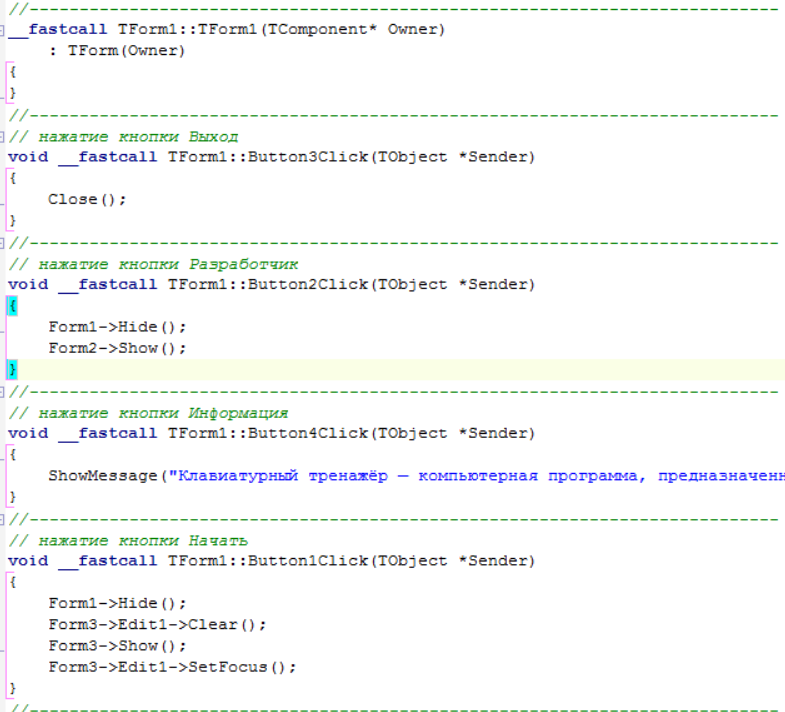 //---------------------------------------------------------------------------
__fastcall TForm1::TForm1(TComponent* Owner)
    : TForm(Owner)
{
}
//---------------------------------------------------------------------------
// нажатие кнопки Выход
void __fastcall TForm1::Button3Click(TObject *Sender)
{
    Close();
}
//---------------------------------------------------------------------------
// нажатие кнопки Разработчик
void __fastcall TForm1::Button2Click(TObject *Sender)
{
    Form1->Hide();
    Form2->Show();
}
//---------------------------------------------------------------------------
// нажатие кнопки Информация
void __fastcall TForm1::Button4Click(TObject *Sender)
{
    ShowMessage("Клавиатурный тренажёр — компьютерная программа, предназначенн
}
//---------------------------------------------------------------------------
// нажатие кнопки Начать
void __fastcall TForm1::Button1Click(TObject *Sender)
{
    Form1->Hide();
    Form3->Edit1->Clear();
    Form3->Show();
    Form3->Edit1->SetFocus();
}
//---------------------------------------------------------------------------